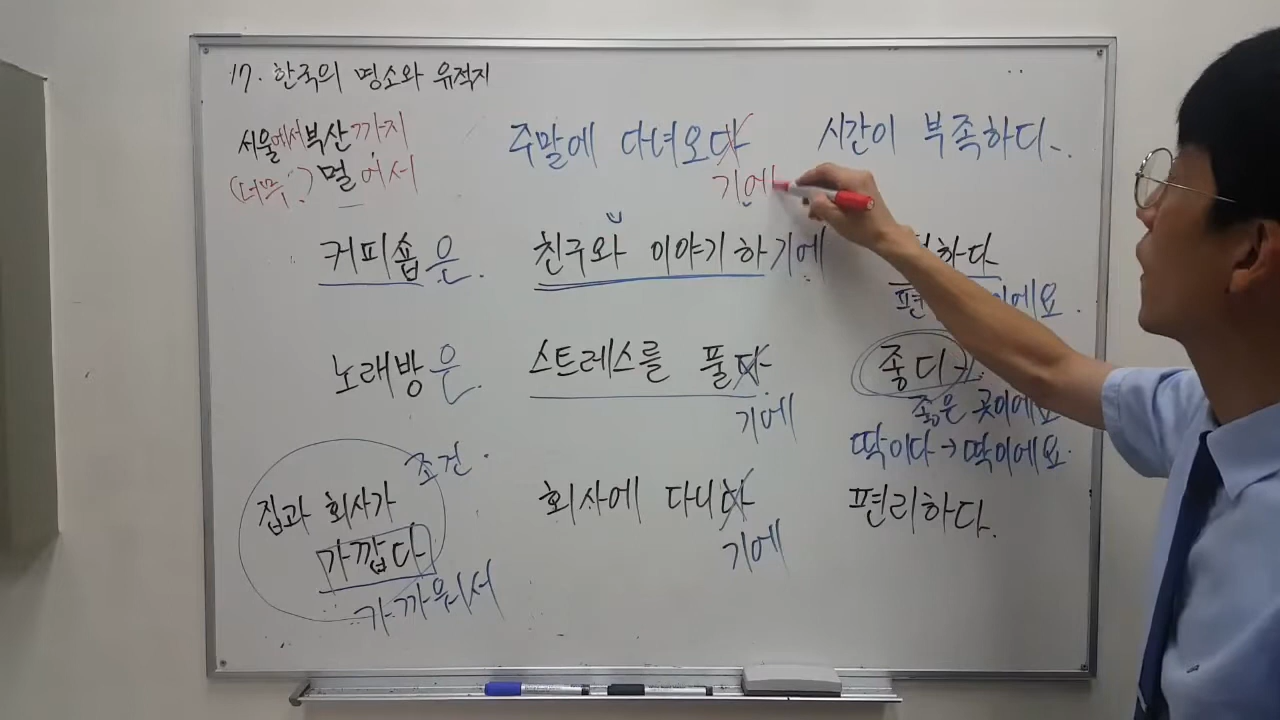 17. 한국의 명소와 유적지
서울에서부산까지 주말에 다녀오다 시간이 부족하다.
(너무) 멀어서 기에
커피숍은. 친구와 이야기하기에 하다
편 이에요.
노래방은. 스트레스를 풀다 좋다
기에 좋은 곳이에요
딱이다→딱이에요.
조건.
집과 회사가 회사에 다니다 편리하다.
가깝다 기에
가까워서